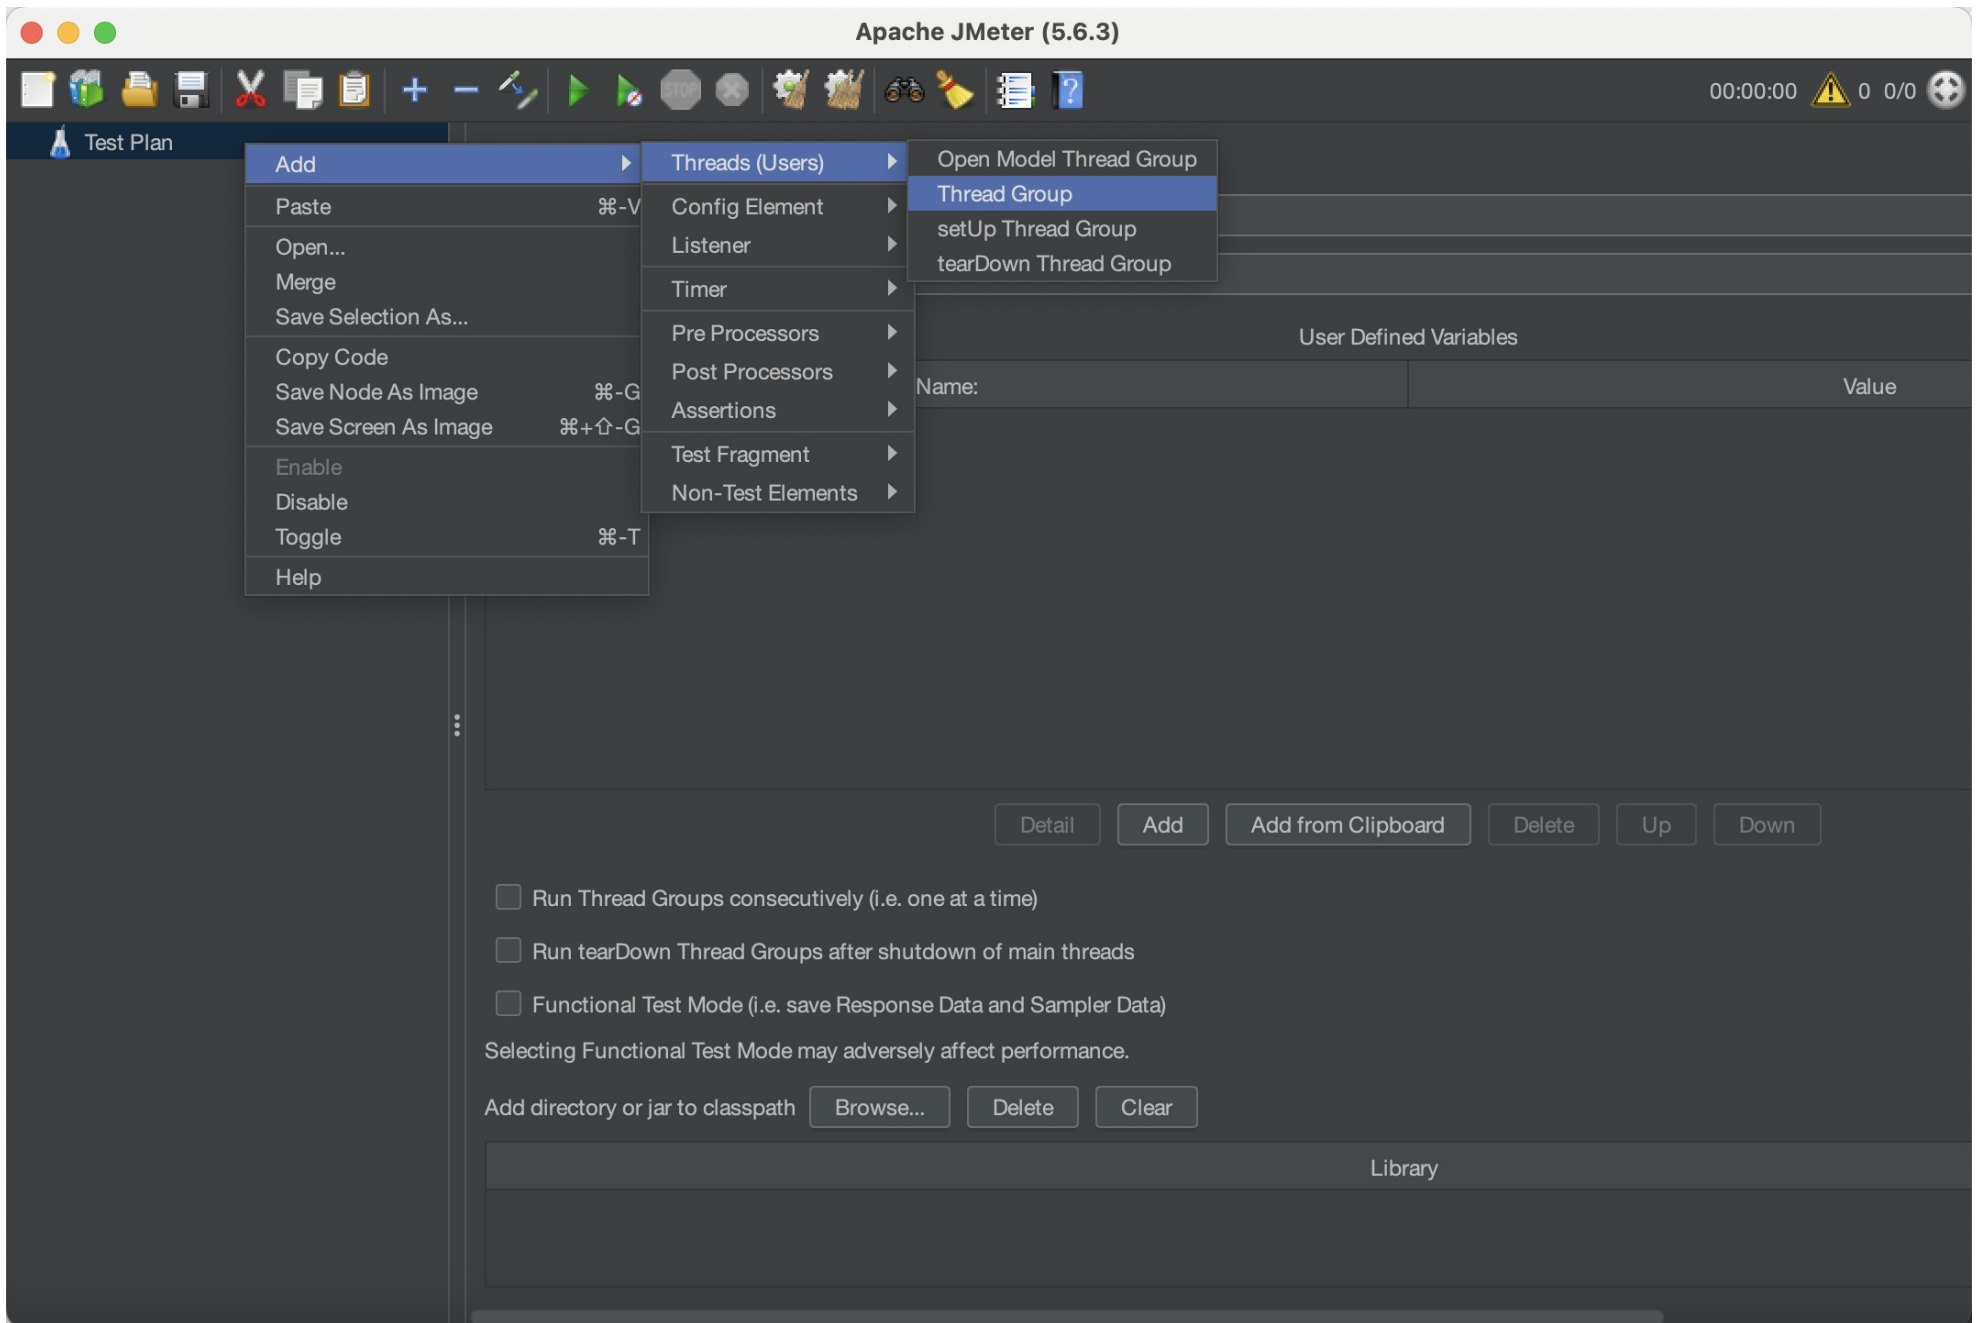 Apache JMeter (5.6.3)
STOP
00:00:00 0 0/0
Test Plan
Add
Paste ⌘-V
Open...
Merge
Save Selection As...
Copy Code
Save Node As Image ⌘-G
Save Screen As Image ⌘+⇧-G
Enable
Disable
Toggle ⌘-T
Help
Threads (Users)
Config Element
Listener
Timer
Pre Processors
Post Processors
Assertions
Test Fragment
Non-Test Elements
Open Model Thread Group
Thread Group
setUp Thread Group
tearDown Thread Group
User Defined Variables
Name: Value
Detail Add Add from Clipboard Delete Up Down
Run Thread Groups consecutively (i.e. one at a time)
Run tearDown Thread Groups after shutdown of main threads
Functional Test Mode (i.e. save Response Data and Sampler Data)
Selecting Functional Test Mode may adversely affect performance.
Add directory or jar to classpath Browse... Delete Clear
Library